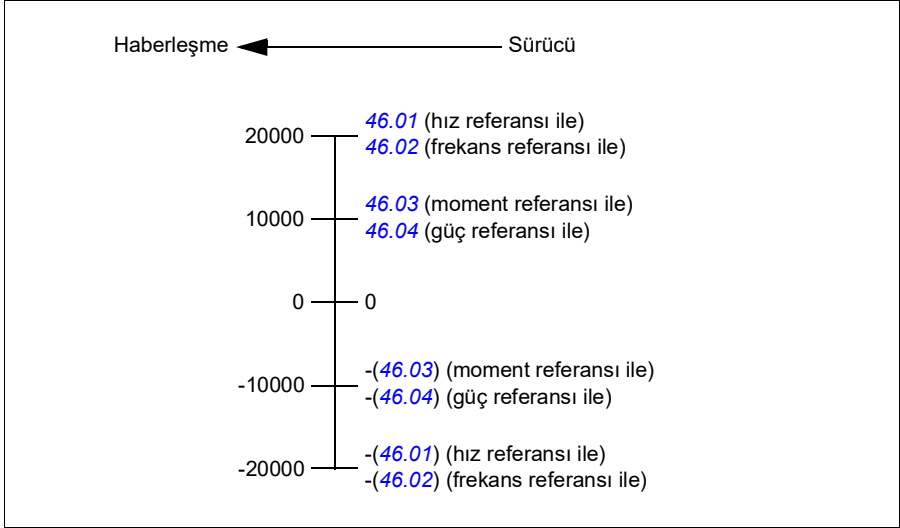 Haberleşme Sürücü
46.01 (hız referansı ile)
20000
46.02 (frekans referansı ile)
46.03 (moment referansı ile)
10000
46.04 (güç referansı ile)
0 0
-(46.03) (moment referansı ile)
-10000
-(46.04) (güç referansı ile)
-(46.01) (hız referansı ile)
-20000
-(46.02) (frekans referansı ile)